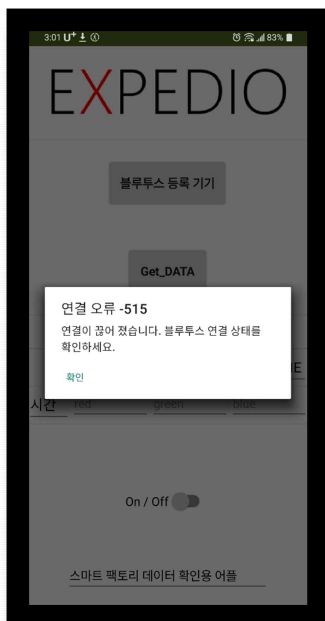 3:01 U+ 83%
EXPEDIO
블루투스 등록 기기
Get_DATA
연결 오류 -515
연결이 끊어 졌습니다. 블루투스 연결 상태를
확인하세요.
확인
E
시간 red green blue
On / Off
스마트 팩토리 데이터 확인용 어플